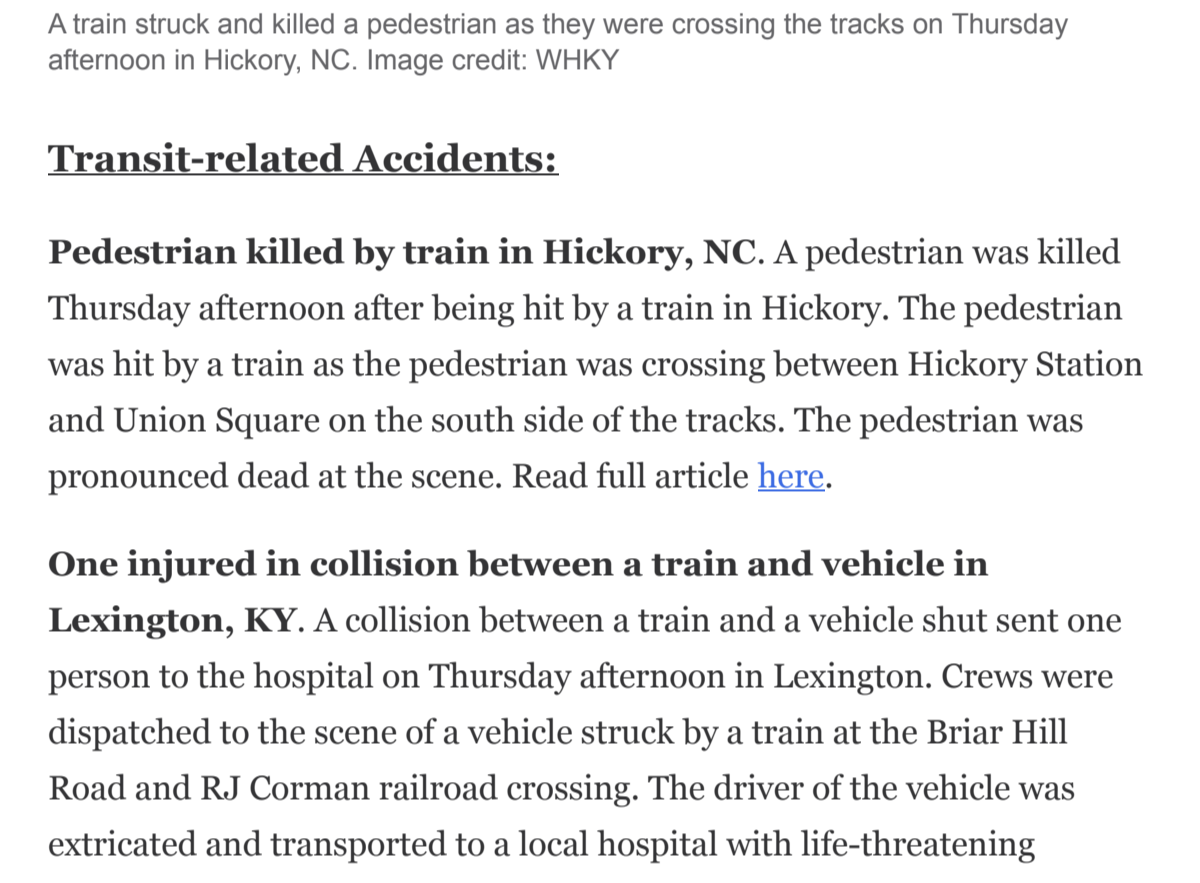 A train struck and killed a pedestrian as they were crossing the tracks on Thursday
afternoon in Hickory, NC. Image credit: WHKY
Transit-related Accidents:
Pedestrian killed by train in Hickory, NC. A pedestrian was killed
Thursday afternoon after being hit by a train in Hickory. The pedestrian
was hit by a train as the pedestrian was crossing between Hickory Station
and Union Square on the south side of the tracks. The pedestrian was
pronounced dead at the scene. Read full article here.
One injured in collision between a train and vehicle in
Lexington, KY. A collision between a train and a vehicle shut sent one
person to the hospital on Thursday afternoon in Lexington. Crews were
dispatched to the scene of a vehicle struck by a train at the Briar Hill
Road and RJ Corman railroad crossing. The driver of the vehicle was
extricated and transported to a local hospital with life-threatening